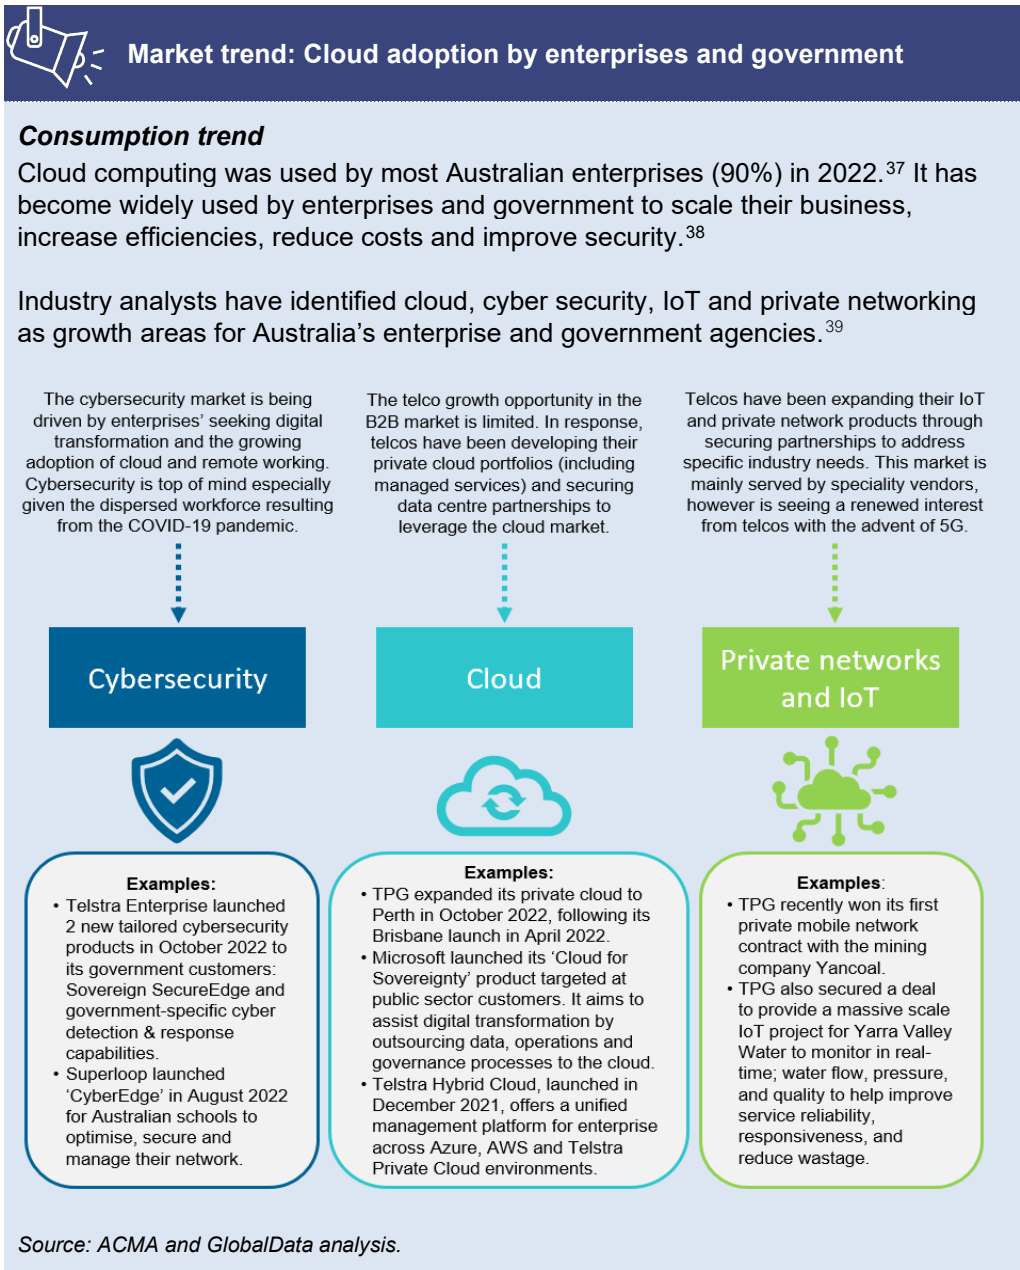 Market trend: Cloud adoption by enterprises and government
Consumption trend
Cloud computing was used by most Australian enterprises (90%) in 2022.37 It has
become widely used by enterprises and government to scale their business,
increase efficiencies, reduce costs and improve security.38
Industry analysts have identified cloud, cyber security, IoT and private networking
as growth areas for Australia's enterprise and government agencies.39
The cybersecurity market is being
driven by enterprises' seeking digital
transformation and the growing
adoption of cloud and remote working.
Cybersecurity is top of mind especially
given the dispersed workforce resulting
from the COVID-19 pandemic.
The telco growth opportunity in the
B2B market is limited. In response,
telcos have been developing their
private cloud portfolios (including
managed services) and securing
data centre partnerships to
leverage the cloud market.
Telcos have been expanding their IoT
and private network products through
securing partnerships to address
specific industry needs. This market is
mainly served by speciality vendors,
however is seeing a renewed interest
from telcos with the advent of 5G.
Cybersecurity
Cloud
Private networks
and IoT
Examples:
• Telstra Enterprise launched
2 new tailored cybersecurity
products in October 2022 to
its government customers:
Sovereign SecureEdge and
government-specific cyber
detection & response
capabilities.
• Superloop launched
'CyberEdge' in August 2022
for Australian schools to
optimise, secure and
manage their network.
Examples:
• TPG expanded its private cloud to
Perth in October 2022, following its
Brisbane launch in April 2022.
• Microsoft launched its 'Cloud for
Sovereignty' product targeted at
public sector customers. It aims to
assist digital transformation by
outsourcing data, operations and
governance processes to the cloud.
• Telstra Hybrid Cloud, launched in
December 2021, offers a unified
management platform for enterprise
across Azure, AWS and Telstra
Private Cloud environments.
Examples:
• TPG recently won its first
private mobile network
contract with the mining
company Yancoal.
• TPG also secured a deal
to provide a massive scale
IoT project for Yarra Valley
Water to monitor in real-
time; water flow, pressure,
and quality to help improve
service reliability,
responsiveness, and
reduce wastage.
Source: ACMA and GlobalData analysis.